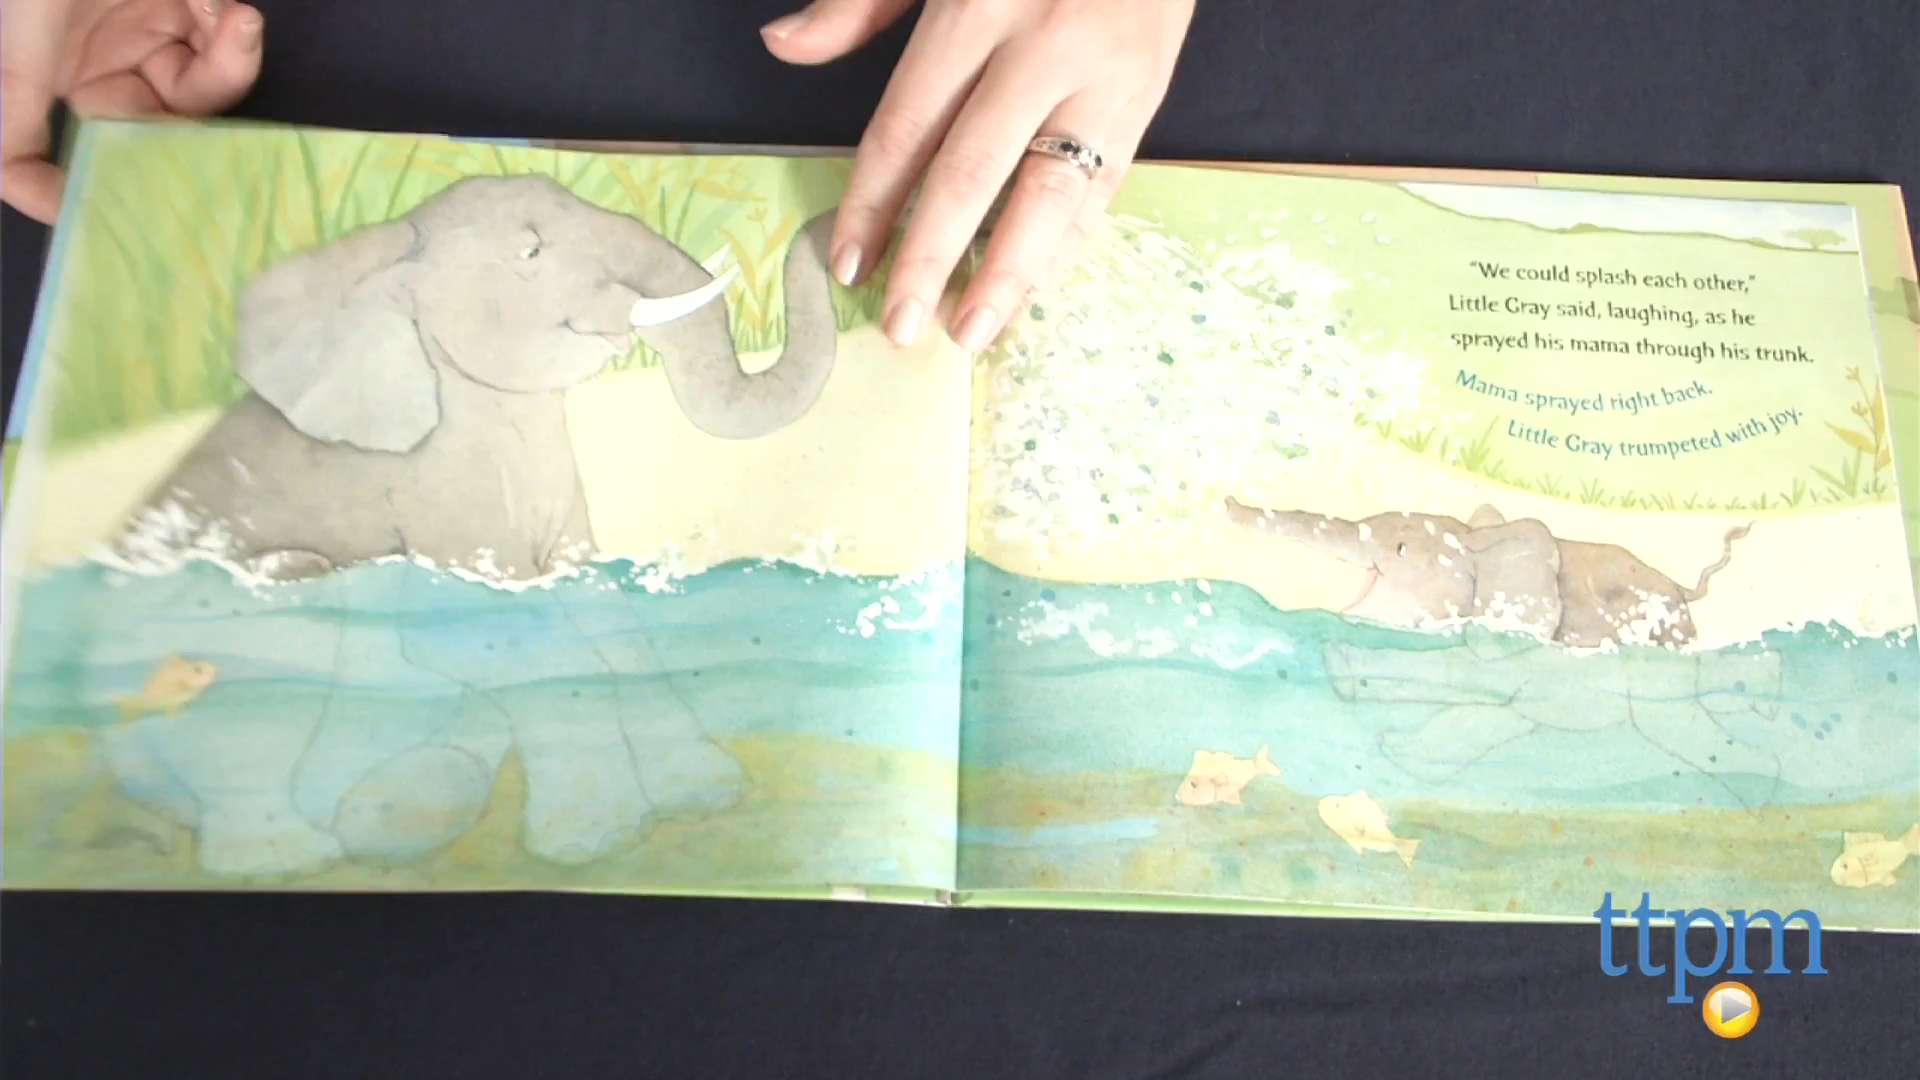 “We could splash each other,”
Little Gray said, laughing, as he
sprayed his mama through his trunk.
Mama sprayed right back.
Little Gray trumpeted with joy.
ttpm